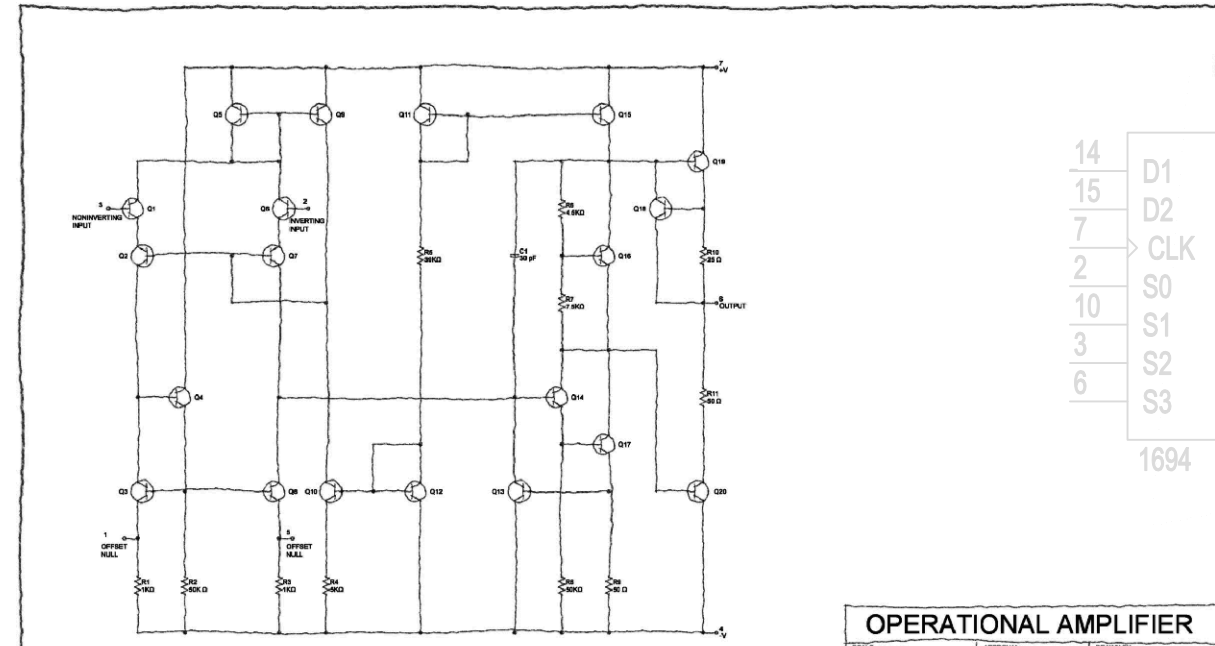 7
+V
Q5
Q9
Q11
Q15
Q19
3
Q1
NONINVERTING
INPUT
Q6
2
INVERTING
INPUT
R8
4.5KΩ
Q18
Q2
Q7
R6
39KΩ
C1
30 pF
Q16
R10
25 Ω
R7
7.5KΩ
6
OUTPUT
Q4
Q14
R11
50 Ω
Q17
Q3
Q8
Q10
Q12
Q13
Q20
1
OFFSET
NULL
5
OFFSET
NULL
R1
1KΩ
R2
50K Ω
R3
1KΩ
R4
5KΩ
R5
50KΩ
50 Ω
4
-V
OPERATIONAL AMPLIFIER
14
D1
15
D2
7
CLK
2
S0
10
S1
3
S2
6
S3
1694